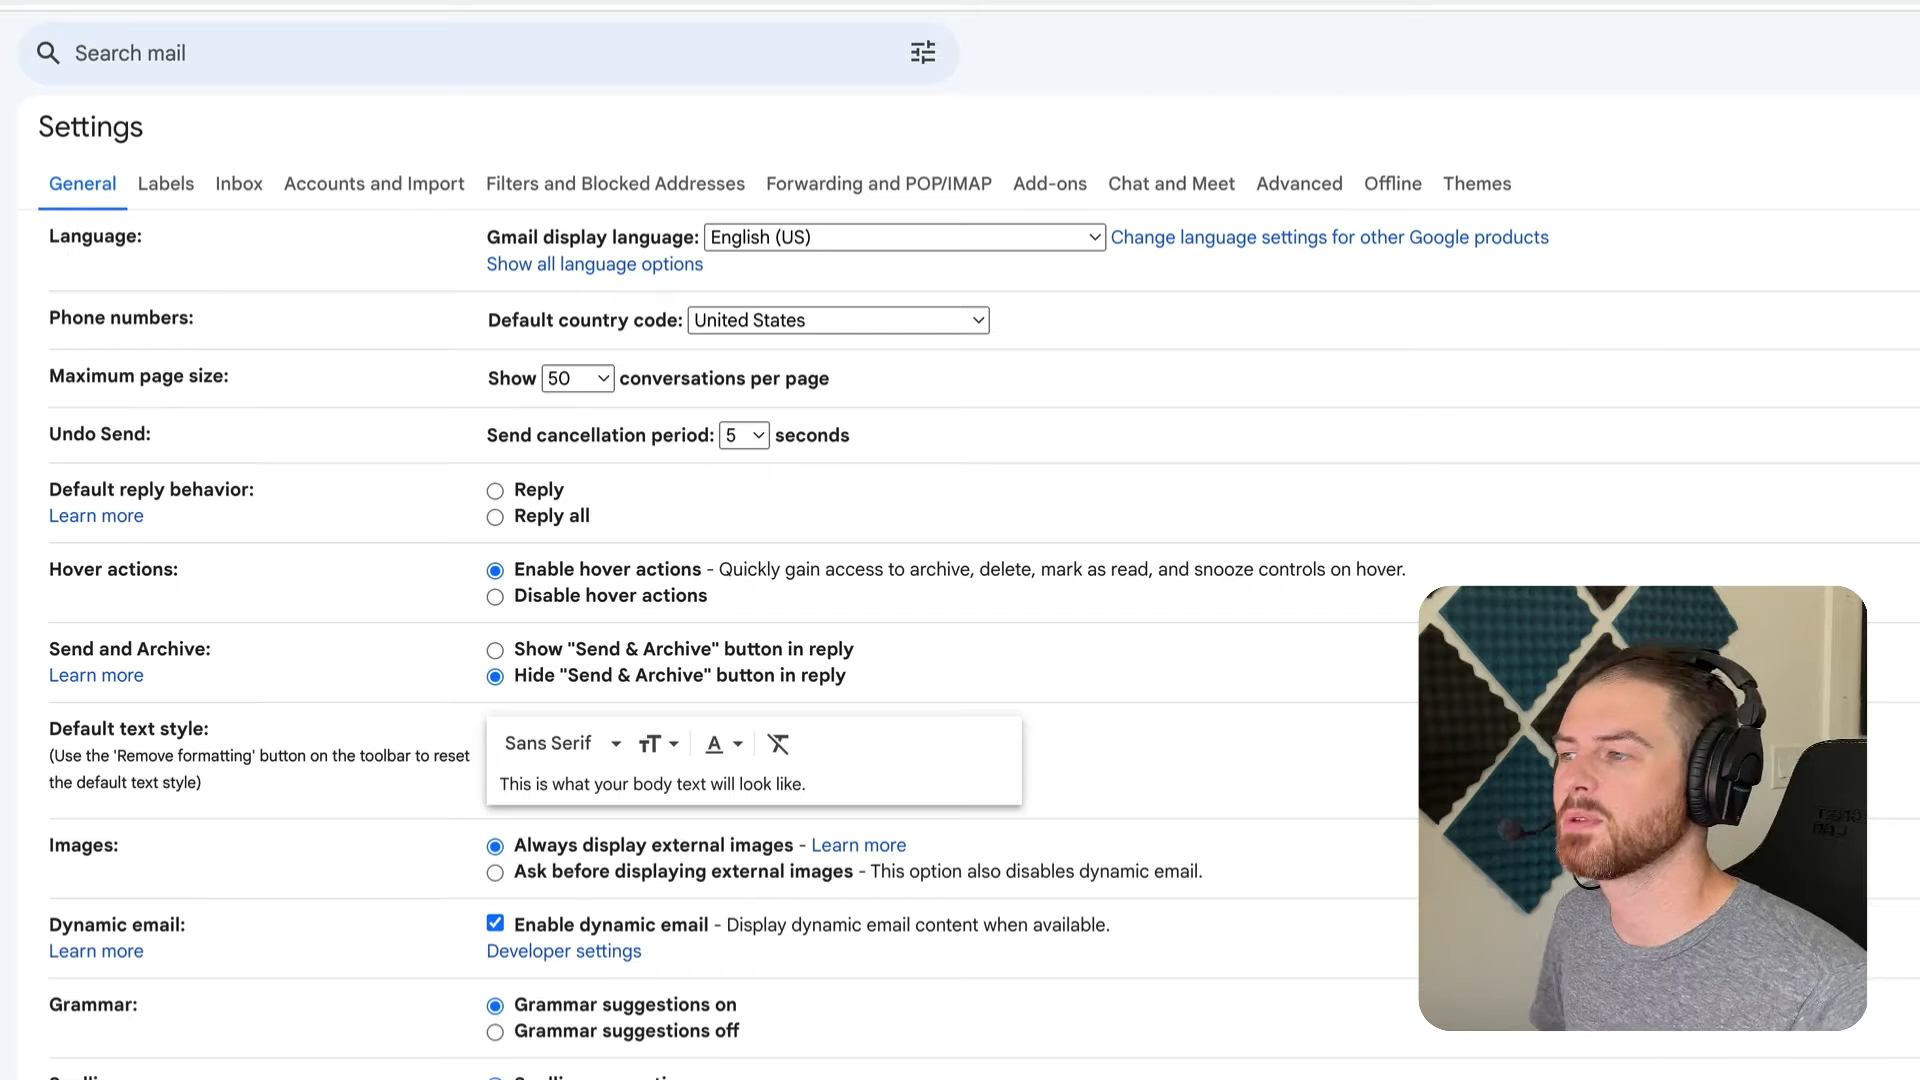 Search mail
Settings
General Labels Inbox Accounts and Import Filters and Blocked Addresses Forwarding and POP/IMAP Add-ons Chat and Meet Advanced Offline Themes
Language: Gmail display language: English (US) Change language settings for other Google products
Show all language options
Phone numbers: Default country code: United States
Maximum page size: Show 50 conversations per page
Undo Send: Send cancellation period: 5 seconds
Default reply behavior: Reply
Learn more Reply all
Hover actions: Enable hover actions - Quickly gain access to archive, delete, mark as read, and snooze controls on hover.
Disable hover actions
Send and Archive: Show "Send & Archive" button in reply
Learn more Hide "Send & Archive" button in reply
Default text style:
(Use the 'Remove formatting' button on the toolbar to reset
the default text style)
Sans Serif
This is what your body text will look like.
Images: Always display external images - Learn more
Ask before displaying external images - This option also disables dynamic email.
Dynamic email: Enable dynamic email - Display dynamic email content when available.
Learn more Developer settings
Grammar: Grammar suggestions on
Grammar suggestions off